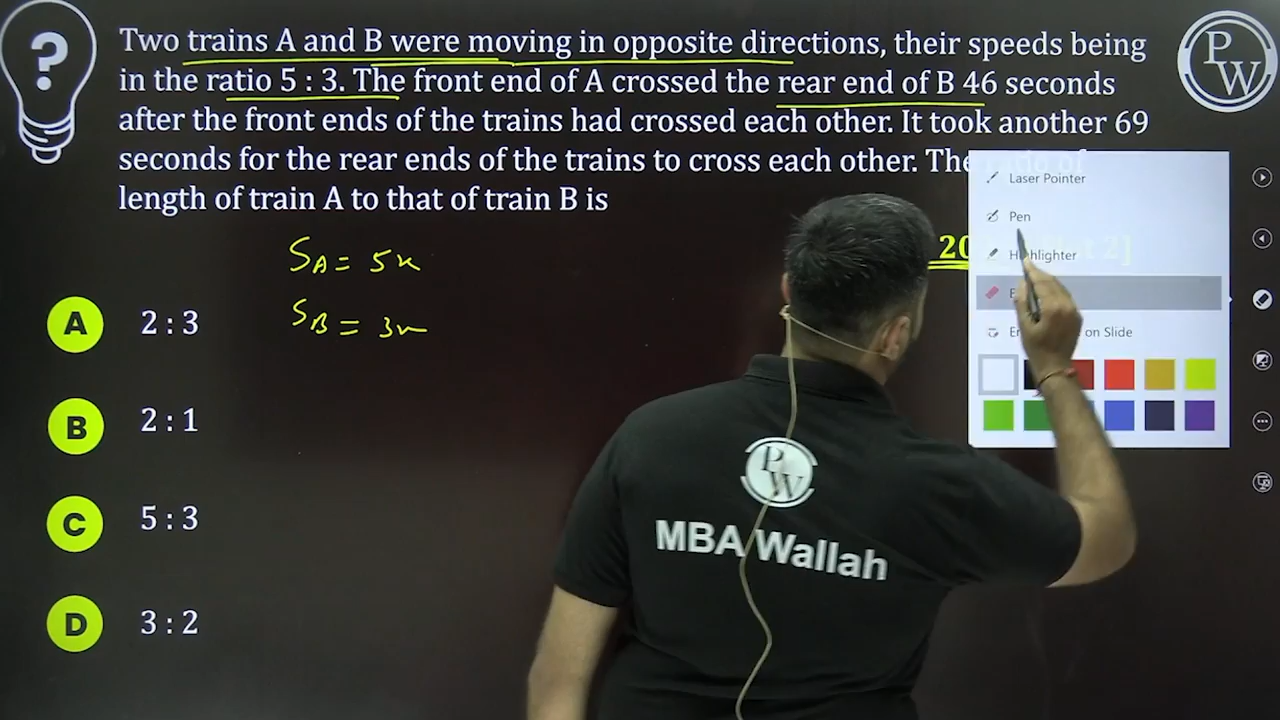 ?
Two trains A and B were moving in opposite directions, their speeds being
in the ratio 5 : 3. The front end of A crossed the rear end of B 46 seconds
after the front ends of the trains had crossed each other. It took another 69
seconds for the rear ends of the trains to cross each other. The ratio of
length of train A to that of train B is
PW
Laser Pointer
Pen
Highlighter
on Slide
S_A = 5x
S_B = 3x
A 2 : 3
B 2 : 1
C 5 : 3
D 3 : 2
PW
MBA Wallah